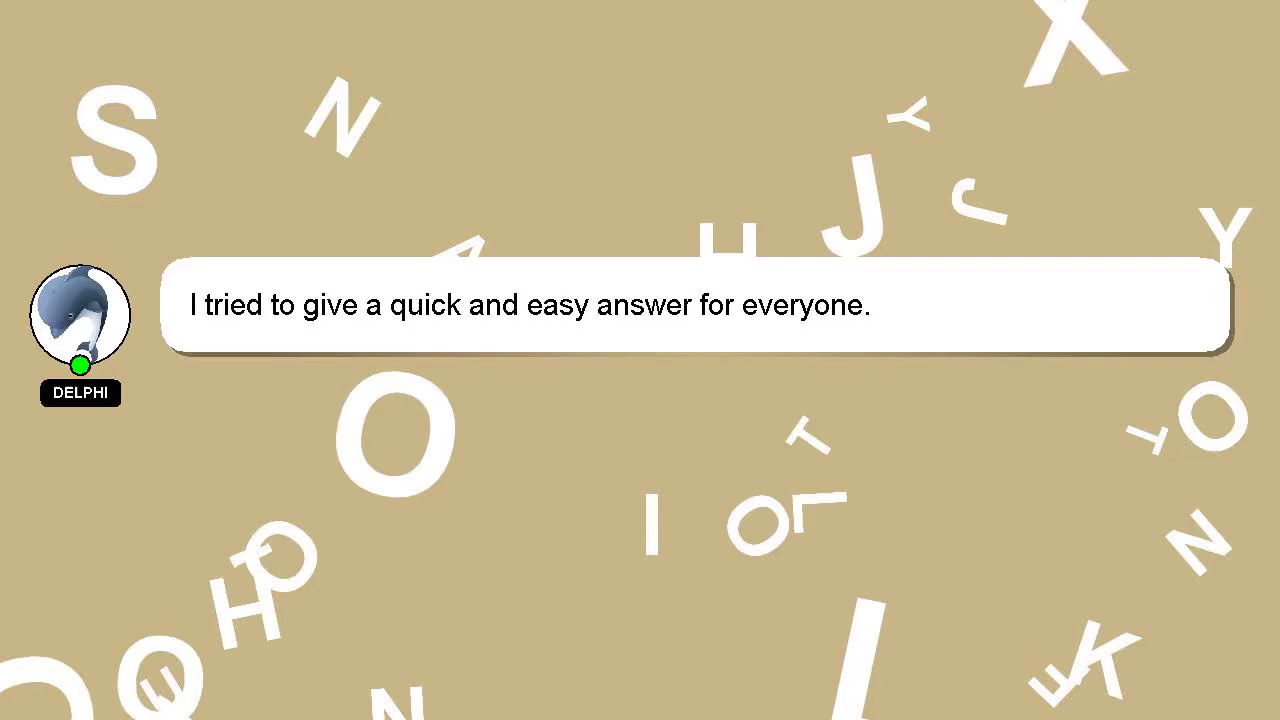 S
N
X
Y
J
J
Y
H
A
I tried to give a quick and easy answer for everyone.
DELPHI
O
T
T
O
I
O
L
N
O
T
H
L
K
E
O
N